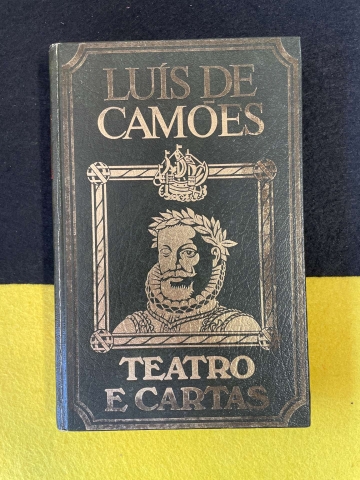 LUÍS DE
CAMÕES
TEATRO
E CARTAS